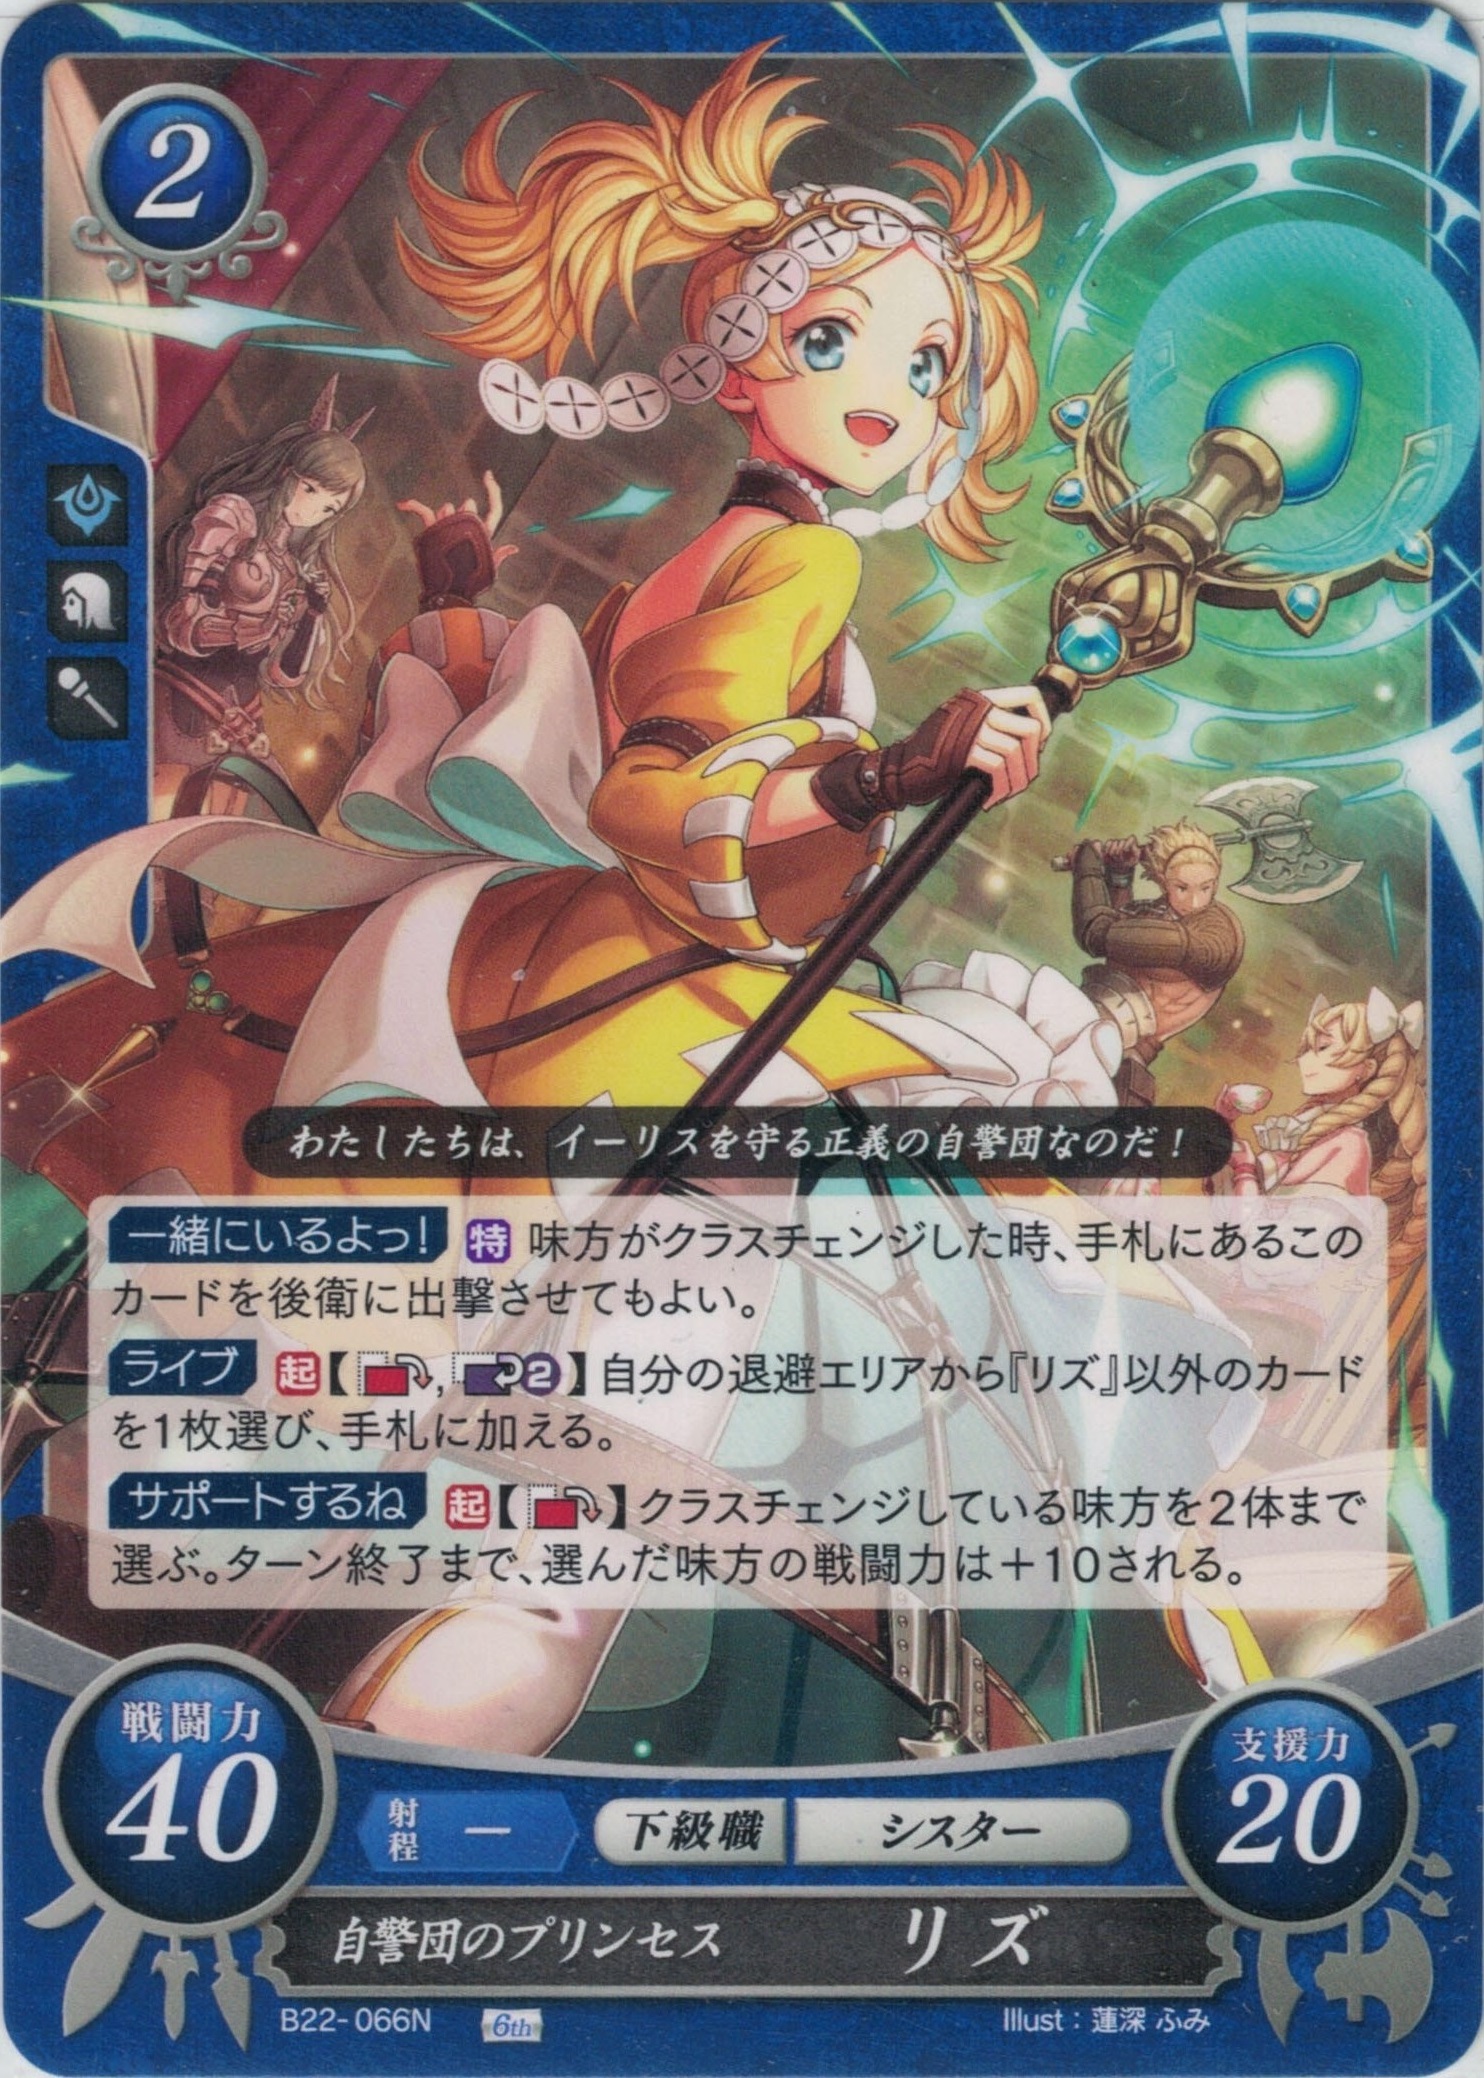 2
わたしたちは、イーリスを守る正義の自警団なのだ！
一緒にいるよっ！ 特 味方がクラスチェンジした時、手札にあるこの
カードを後衛に出撃させてもよい。
ライブ 起【 , 2】自分の退避エリアから『リズ』以外のカード
を1枚選び、手札に加える。
サポートするね 起【 】クラスチェンジしている味方を2体まで
選ぶ。ターン終了まで、選んだ味方の戦闘力は＋10される。
戦闘力
40
射程 —
下級職 シスター
支援力
20
自警団のプリンセス リズ
B22-066N 6th Illust：蓮深 ふみ